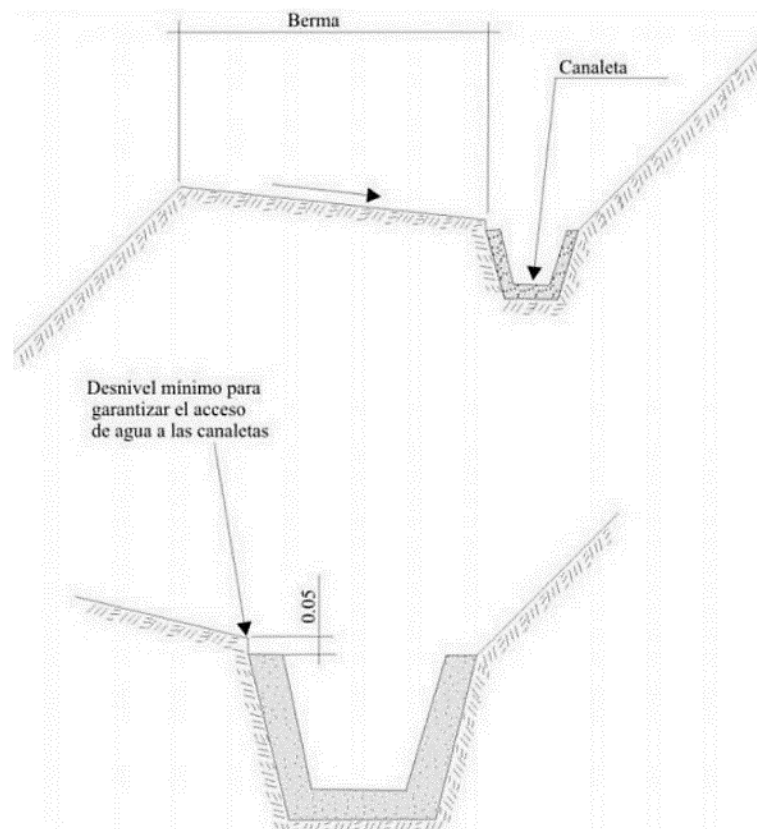 Berma
Canaleta
Desnivel mínimo para
garantizar el acceso
de agua a las canaletas
0.05